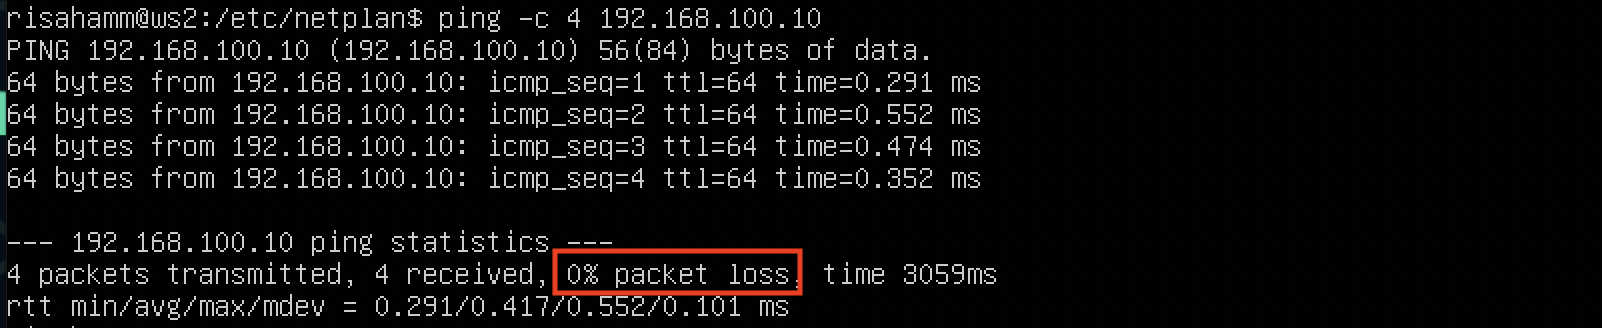 risahamm@ws2:/etc/netplan$ ping -c 4 192.168.100.10
PING 192.168.100.10 (192.168.100.10) 56(84) bytes of data.
64 bytes from 192.168.100.10: icmp_seq=1 ttl=64 time=0.291 ms
64 bytes from 192.168.100.10: icmp_seq=2 ttl=64 time=0.552 ms
64 bytes from 192.168.100.10: icmp_seq=3 ttl=64 time=0.474 ms
64 bytes from 192.168.100.10: icmp_seq=4 ttl=64 time=0.352 ms
--- 192.168.100.10 ping statistics ---
4 packets transmitted, 4 received, 0% packet loss, time 3059ms
rtt min/avg/max/mdev = 0.291/0.417/0.552/0.101 ms